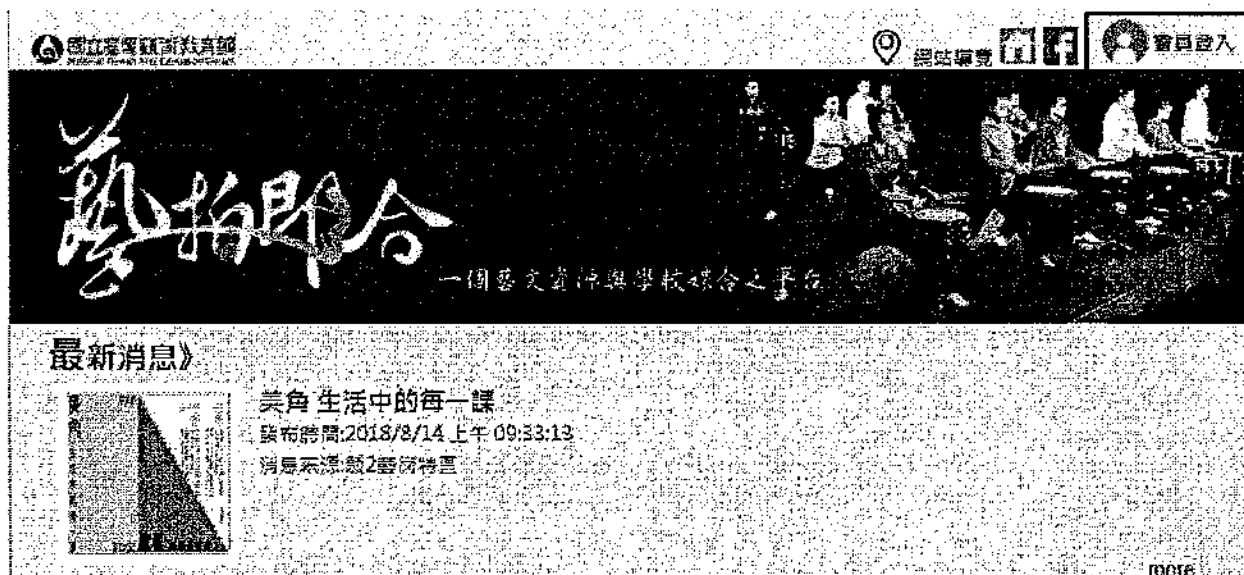 國立臺灣藝術教育館
網站導覽
會員登入
藝拍即合
一個藝文資源與學校媒合之平台
最新消息》
美角 生活中的每一課
發布時間:2018/8/14 上午 09:33:13
消息來源:
more